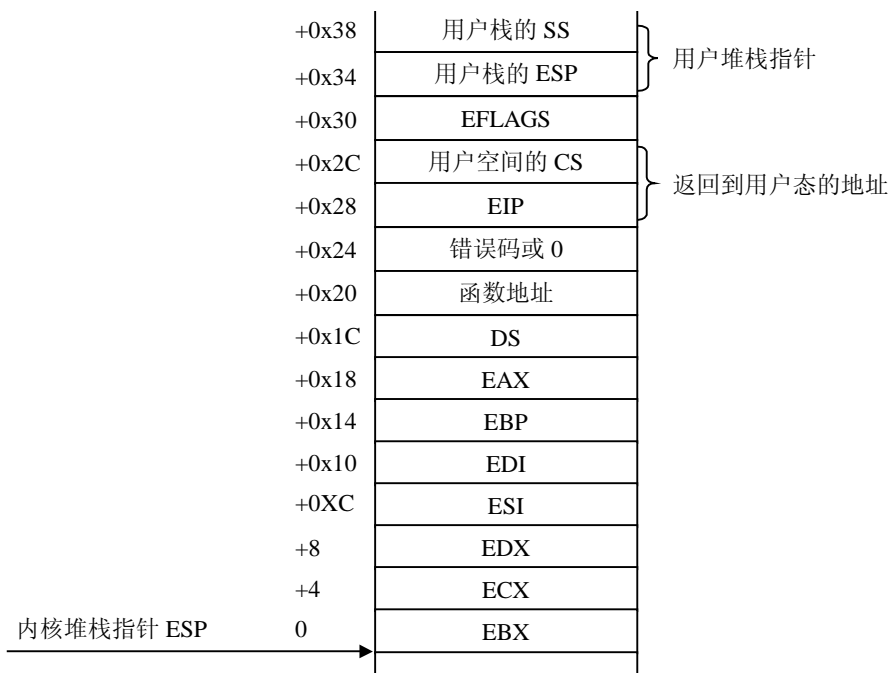 +0x38 用户栈的 SS
用户堆栈指针
+0x34 用户栈的 ESP
+0x30 EFLAGS
+0x2C 用户空间的 CS
返回到用户态的地址
+0x28 EIP
+0x24 错误码或 0
+0x20 函数地址
+0x1C DS
+0x18 EAX
+0x14 EBP
+0x10 EDI
+0XC ESI
+8 EDX
+4 ECX
内核堆栈指针 ESP 0 EBX